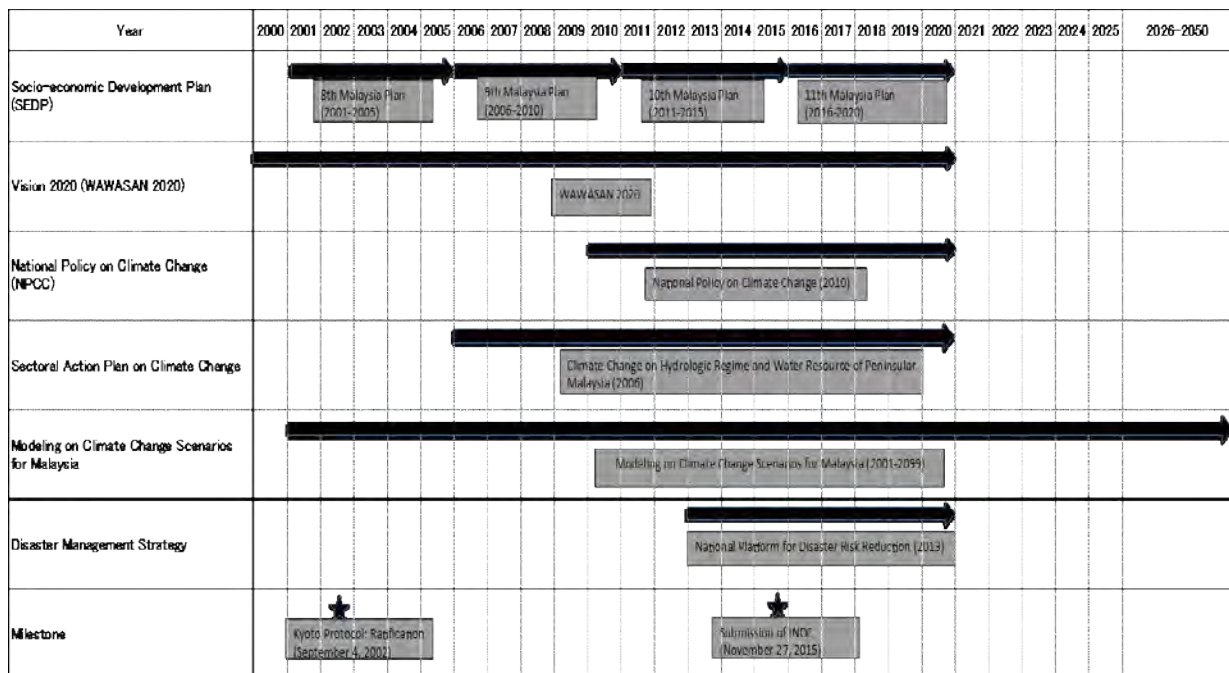 Year 2000 2001 2002 2003 2004 2005 2006 2007 2008 2009 2010 2011 2012 2013 2014 2015 2016 2017 2018 2019 2020 2021 2022 2023 2024 2025 2026-2050
Socio-economic Development Plan
(SEDP)
8th Malaysia Plan
(2001-2005)
9th Malaysia Plan
(2006-2010)
10th Malaysia Plan
(2011-2015)
11th Malaysia Plan
(2016-2020)
Vision 2020 (WAWASAN 2020)
WAWASAN 2020
National Policy on Climate Change
(NPCC)
National Policy on Climate Change (2010)
Sectoral Action Plan on Climate Change
Climate Change on Hydrologic Regime and Water Resource of Peninsular
Malaysia (2006)
Modeling on Climate Change Scenarios
for Malaysia
Modeling on Climate Change Scenarios for Malaysia (2001-2099)
Disaster Management Strategy
National Platform for Disaster Risk Reduction (2013)
Milestone
Kyoto Protocol: Ratification
(September 4, 2002)
Submission of INDC
(November 27, 2015)